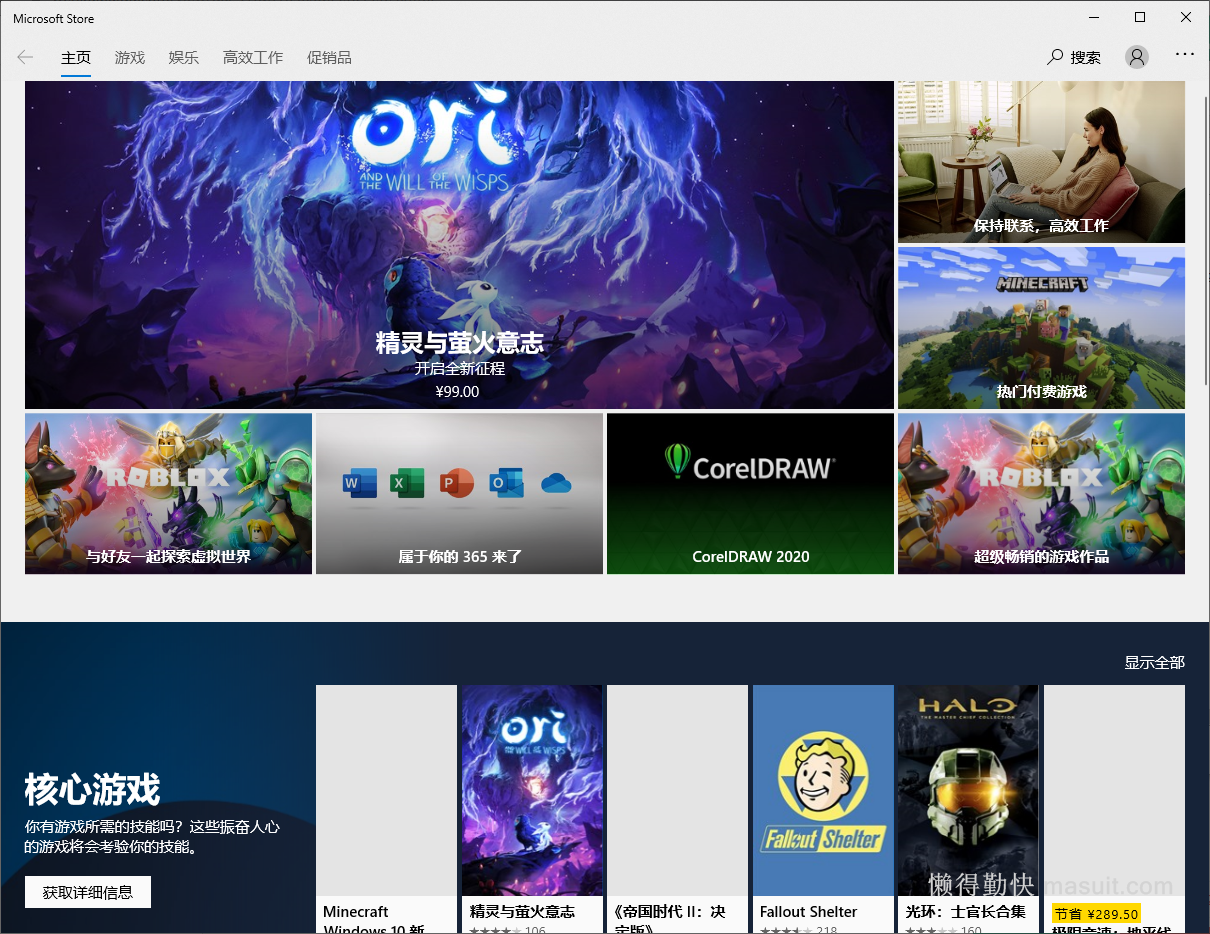 Microsoft Store
主页 游戏 娱乐 高效工作 促销品 搜索
ori
AND THE WILL OF THE WISPS
精灵与萤火意志
开启全新征程
¥99.00
保持联系，高效工作
MINECRAFT
热门付费游戏
ROBLOX
与好友一起探索虚拟世界
W X P O
属于你的 365 来了
CorelDRAW
CorelDRAW 2020
ROBLOX
超级畅销的游戏作品
显示全部
核心游戏
你有游戏所需的技能吗？这些振奋人心
的游戏将会考验你的技能。
获取详细信息
Minecraft
Windows 10 新
ori
AND THE WILL OF THE WISPS
精灵与萤火意志
106
《帝国时代 II：决
定版》
Fallout Shelter
Fallout Shelter
218
HALO
THE MASTER CHIEF COLLECTION
光环：士官长合集
160
节省 ¥289.50
极限竞速：地平线
懒得勤快 masuit.com